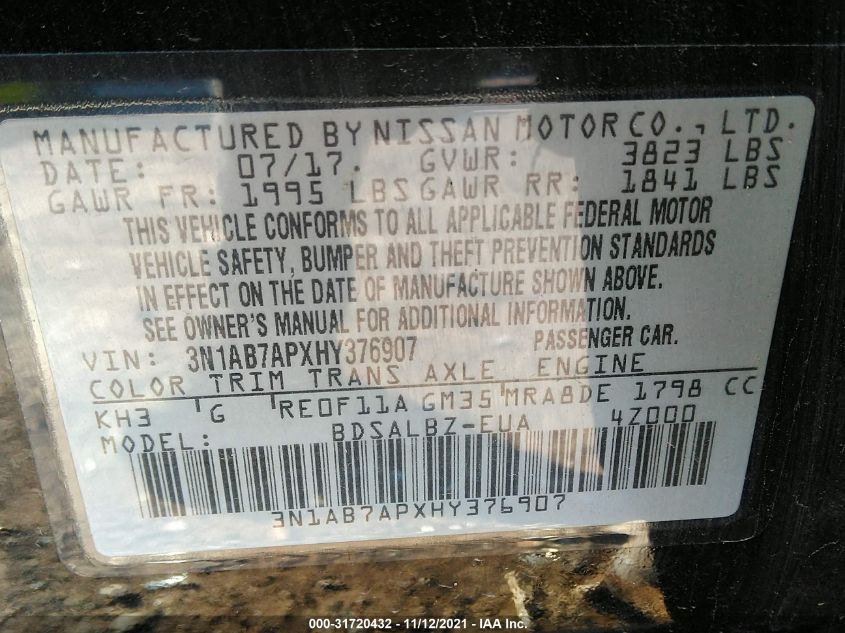 MANUFACTURED BY NISSAN MOTOR CO., LTD.
DATE: 07/17. GVWR: 3823 LBS
GAWR FR: 1995 LBS GAWR RR: 1841 LBS
THIS VEHICLE CONFORMS TO ALL APPLICABLE FEDERAL MOTOR
VEHICLE SAFETY, BUMPER AND THEFT PREVENTION STANDARDS
IN EFFECT ON THE DATE OF MANUFACTURE SHOWN ABOVE.
SEE OWNER'S MANUAL FOR ADDITIONAL INFORMATION.
VIN: 3N1AB7APXHY376907 PASSENGER CAR.
COLOR TRIM TRANS AXLE ENGINE
KH3 G RE0F11A GM35 MRA8DE 1798 CC
MODEL: BDSALBZ-EUA 4Z000
3N1AB7APXHY376907
000-31720432 - 11/12/2021 - IAA Inc.